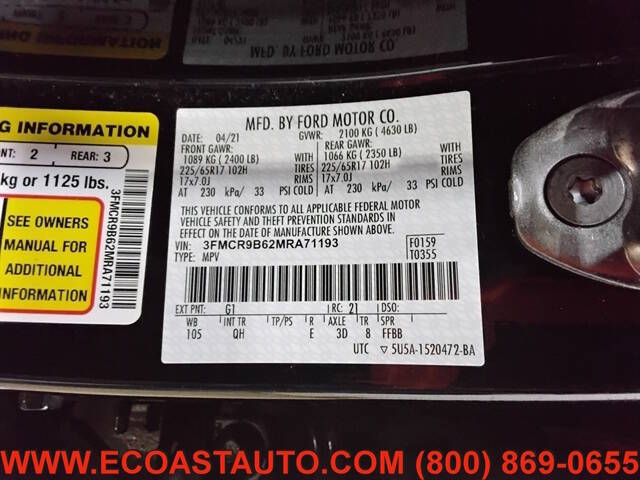 MFD. BY FORD MOTOR CO.
DATE: 04/21 GVWR: 2100 KG (4630 LB)
FRONT GAWR: REAR GAWR:
1089 KG (2400 LB) 1066 KG (2350 LB)
225/65R17 102H TIRES 225/65R17 102H TIRES
17x7.0J RIMS 17x7.0J RIMS
AT 230 kPa/ 33 PSI COLD AT 230 kPa/ 33 PSI COLD
THIS VEHICLE CONFORMS TO ALL APPLICABLE FEDERAL MOTOR
VEHICLE SAFETY AND THEFT PREVENTION STANDARDS IN
EFFECT ON THE DATE OF MANUFACTURE SHOWN ABOVE.
VIN: 3FMCR9B62MRA71193 F0159
TYPE: MPV T0355
EXT PNT: G1 RC: 21 DSO:
WB INT TR TP/PS R AXLE TR SPR
105 QH E 3D 8 FFBB
UTC ▽ 5U5A-1520472-BA
G INFORMATION
NT: 2 REAR: 3
kg or 1125 lbs.
SEE OWNERS
MANUAL FOR
ADDITIONAL
INFORMATION
3FMCR9B62MRA71193
WWW.ECOASTAUTO.COM (800) 869-0655